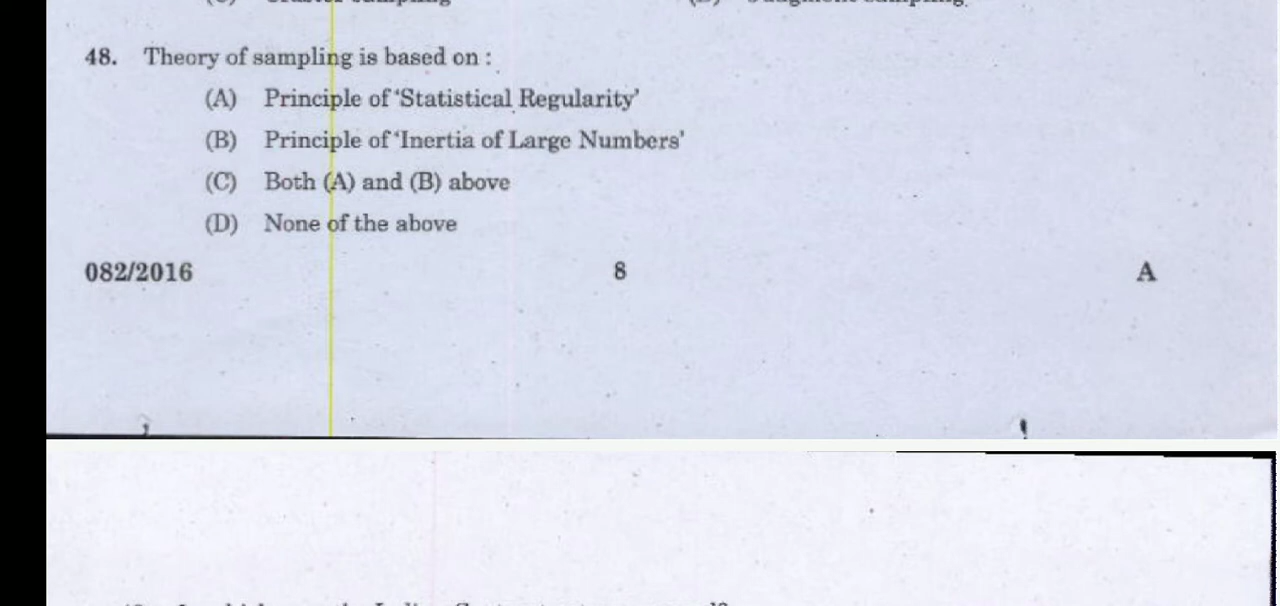 48. Theory of sampling is based on :
(A) Principle of 'Statistical Regularity'
(B) Principle of 'Inertia of Large Numbers'
(C) Both (A) and (B) above
(D) None of the above
082/2016 8 A